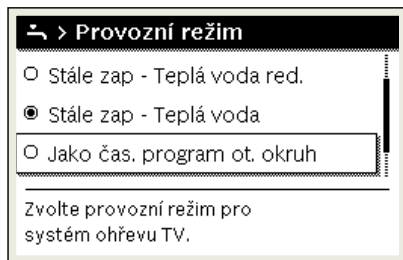 > Provozní režim
Stále zap - Teplá voda red.
Stále zap - Teplá voda
Jako čas. program ot. okruh
Zvolte provozní režim pro
systém ohřevu TV.